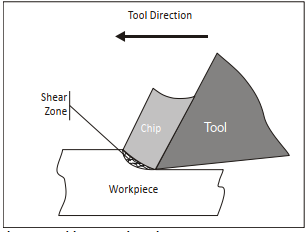 Tool Direction
Shear
Zone
Chip
Tool
Workpiece